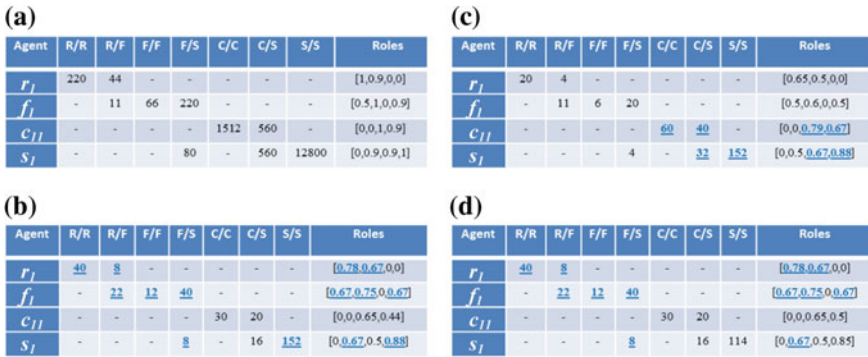 (a)
Agent R/R R/F F/F F/S C/C C/S S/S Roles
r1 220 44 - - - - - [1,0.9,0,0]
f1 - 11 66 220 - - - [0.5,1,0,0.9]
c11 - - - - 1512 560 - [0,0,1,0.9]
s1 - - - 80 - 560 12800 [0,0.9,0.9,1]
(b)
Agent R/R R/F F/F F/S C/C C/S S/S Roles
r1 40 8 - - - - - [0.78,0.67,0,0]
f1 - 22 12 40 - - - [0.67,0.75,0,0.67]
c11 - - - - 30 20 - [0,0,0.65,0.44]
s1 - - - 8 - 16 152 [0,0.67,0.5,0.88]
(c)
Agent R/R R/F F/F F/S C/C C/S S/S Roles
r1 20 4 - - - - - [0.65,0.5,0,0]
f1 - 11 6 20 - - - [0.5,0.6,0,0.5]
c11 - - - - 60 40 - [0,0,0.79,0.67]
s1 - - - 4 - 32 152 [0,0.5,0.67,0.88]
(d)
Agent R/R R/F F/F F/S C/C C/S S/S Roles
r1 40 8 - - - - - [0.78,0.67,0,0]
f1 - 22 12 40 - - - [0.67,0.75,0,0.67]
c11 - - - - 30 20 - [0,0,0.65,0.5]
s1 - - - 8 - 16 114 [0,0.67,0.5,0.85]